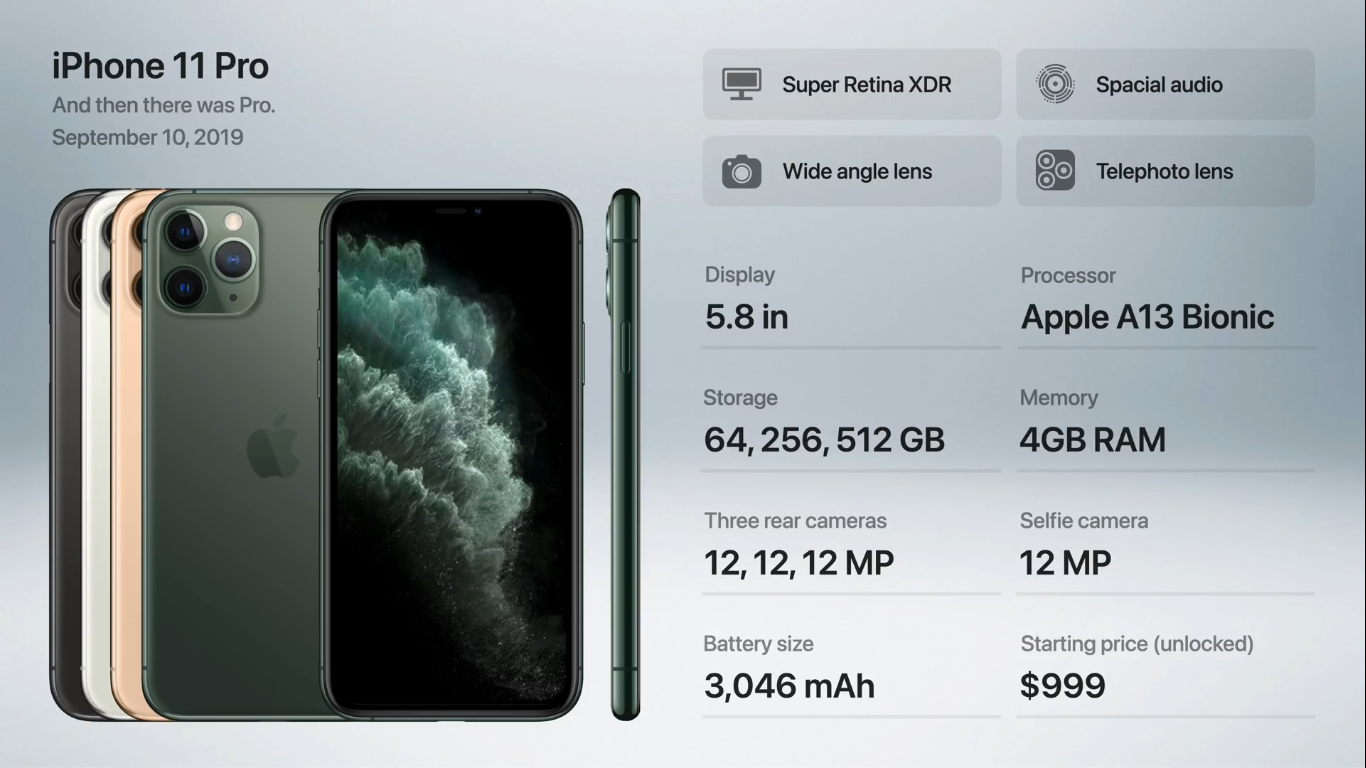 iPhone 11 Pro
And then there was Pro.
September 10, 2019
Super Retina XDR
Spacial audio
Wide angle lens
Telephoto lens
Display
5.8 in
Processor
Apple A13 Bionic
Storage
64, 256, 512 GB
Memory
4GB RAM
Three rear cameras
12, 12, 12 MP
Selfie camera
12 MP
Battery size
3,046 mAh
Starting price (unlocked)
$999